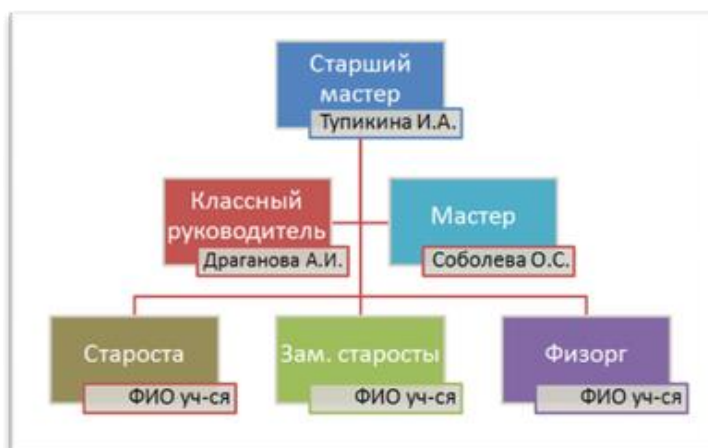 Старший
мастер
Тупикина И.А.
Классный
руководитель
Драганова А.И.
Мастер
Соболева О.С.
Староста
ФИО уч-ся
Зам. старосты
ФИО уч-ся
Физорг
ФИО уч-ся